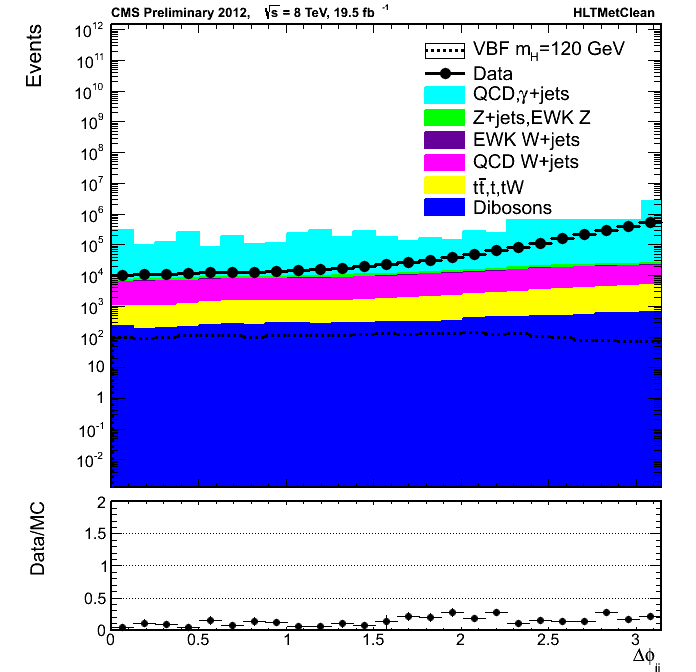 CMS Preliminary 2012, √s = 8 TeV, 19.5 fb⁻¹ HLTMetClean
Events
10¹²
10¹¹
10¹⁰
10⁹
10⁸
10⁷
10⁶
10⁵
10⁴
10³
10²
10
1
10⁻¹
10⁻²
VBF m_H=120 GeV
Data
QCD,γ+jets
Z+jets,EWK Z
EWK W+jets
QCD W+jets
tt̄,t,tW
Dibosons
Data/MC
2
1.5
1
0.5
0
0 0.5 1 1.5 2 2.5 3
Δϕ_jj